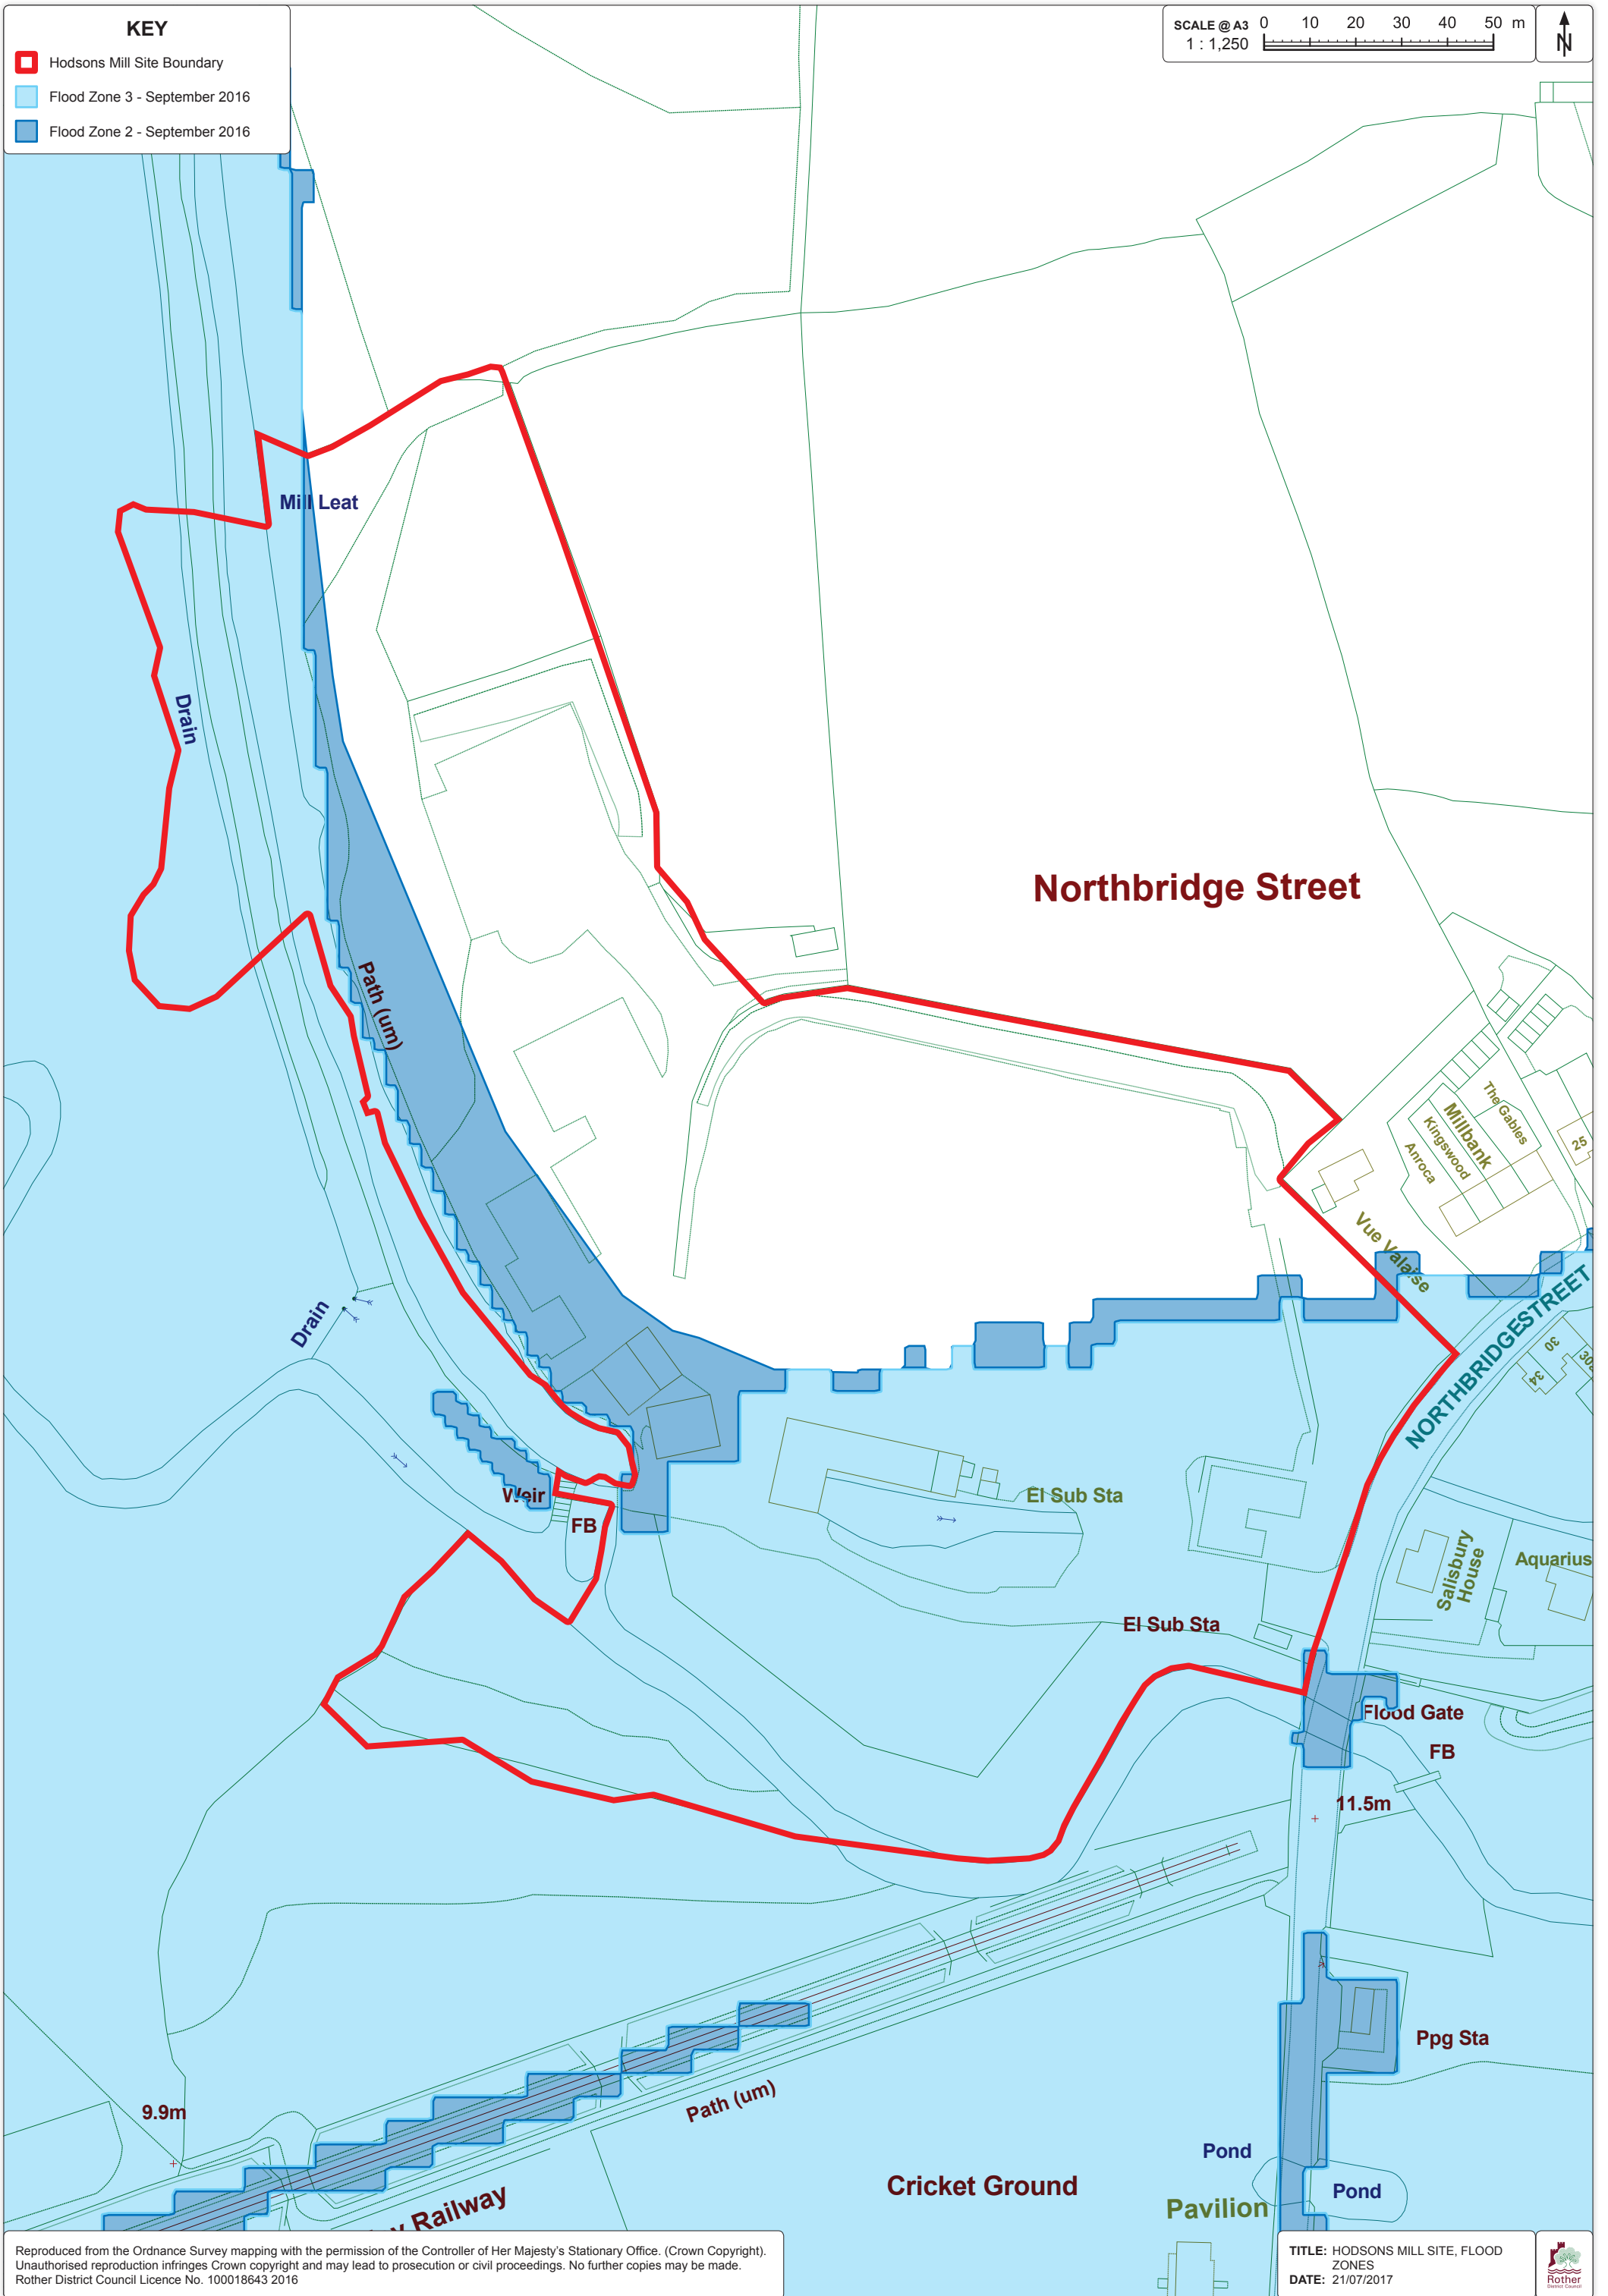 KEY
Hodsons Mill Site Boundary
Flood Zone 3 - September 2016
Flood Zone 2 - September 2016
SCALE @ A3 0 10 20 30 40 50 m
1 : 1,250
N
Mill Leat
Drain
Northbridge Street
Path (um)
The Gables
Millbank
Kingswood
Anroca
25
Vue Valaise
NORTHBRIDGESTREET
30
34
Drain
Weir
FB
El Sub Sta
Salisbury
House
Aquarius
El Sub Sta
Flood Gate
FB
11.5m
Ppg Sta
Path (um)
9.9m
Pond
Pond
Cricket Ground
Pavilion
Railway
Reproduced from the Ordnance Survey mapping with the permission of the Controller of Her Majesty's Stationary Office. (Crown Copyright).
Unauthorised reproduction infringes Crown copyright and may lead to prosecution or civil proceedings. No further copies may be made.
Rother District Council Licence No. 100018643 2016
TITLE: HODSONS MILL SITE, FLOOD
ZONES
DATE: 21/07/2017
Rother
District Council